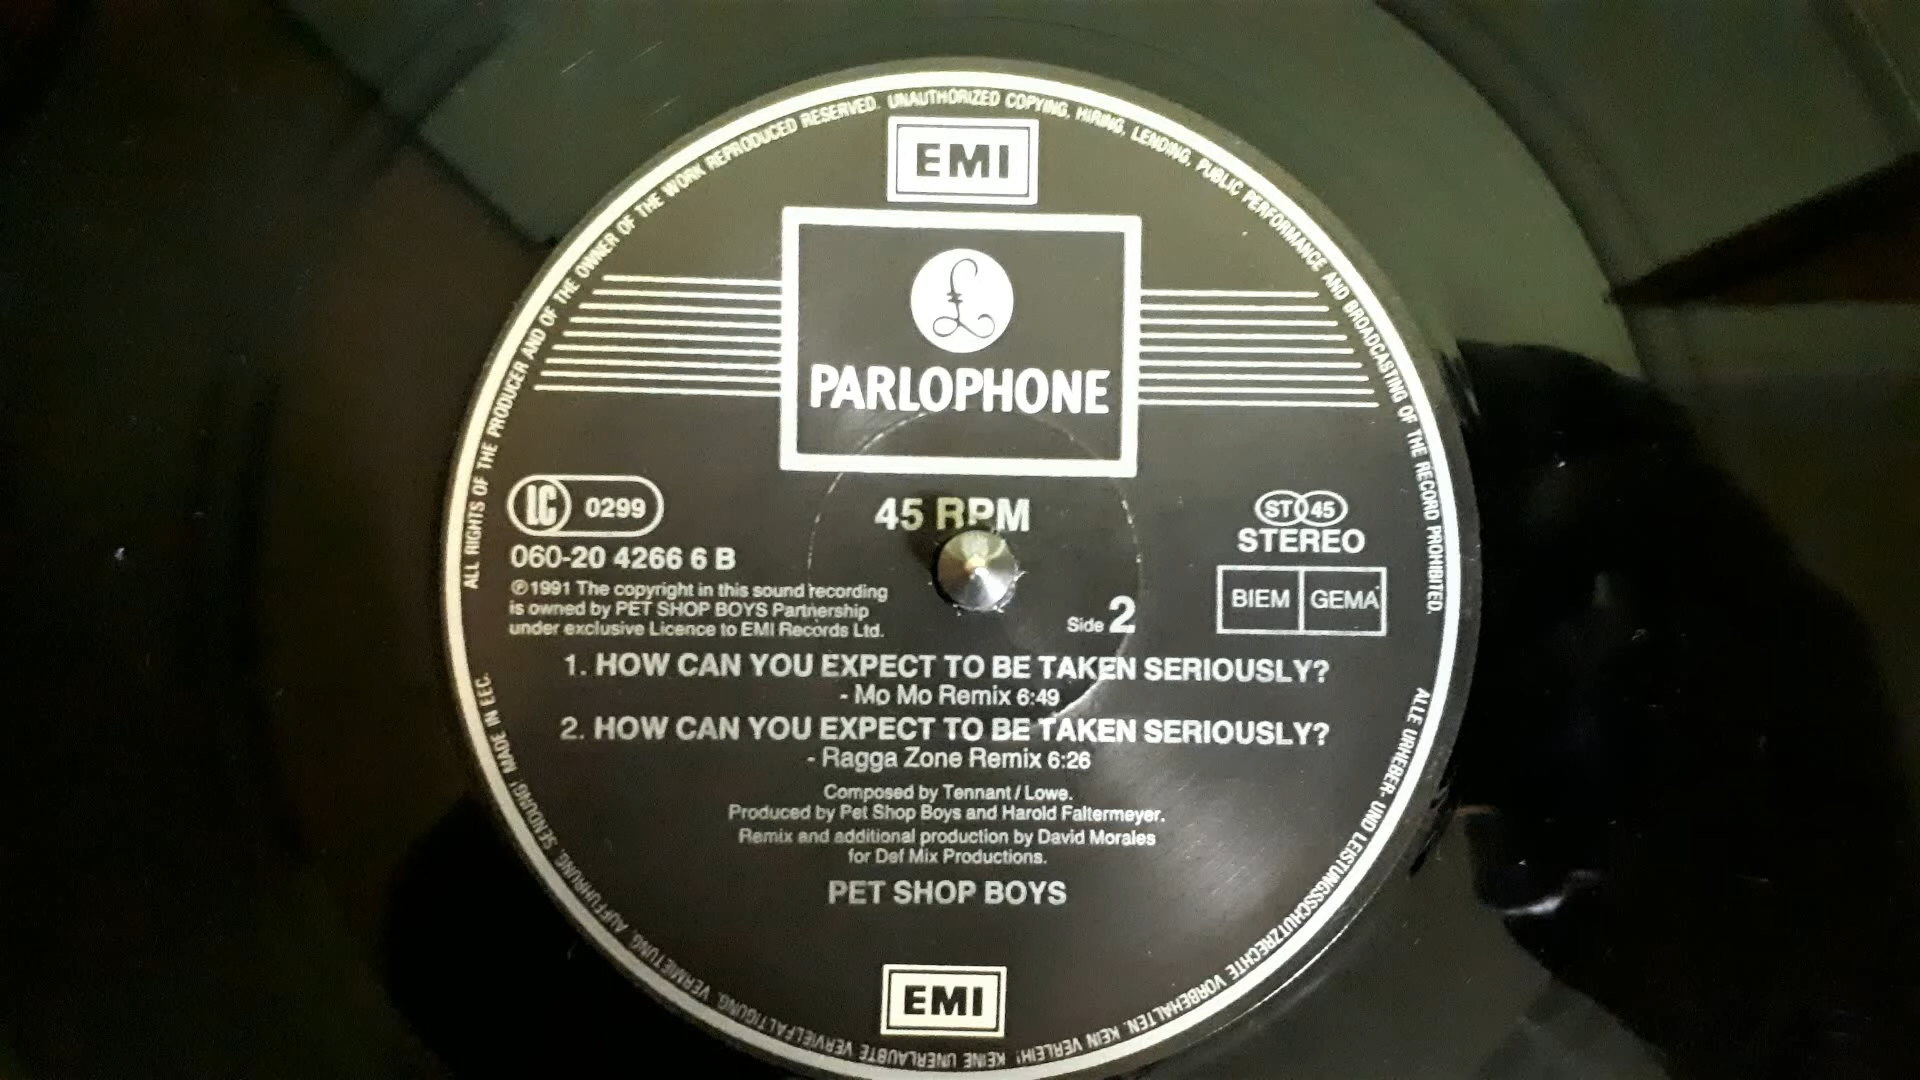 ALL RIGHTS OF THE PRODUCER AND OF THE OWNER OF THE WORK REPRODUCED RESERVED. UNAUTHORIZED COPYING, HIRING, LENDING, PUBLIC PERFORMANCE AND BROADCASTING OF THE RECORD PROHIBITED.
EMI
£
PARLOPHONE
LC 0299
45 RPM
ST 45
STEREO
060-20 4266 6 B
BIEM GEMA
℗1991 The copyright in this sound recording
is owned by PET SHOP BOYS Partnership
under exclusive Licence to EMI Records Ltd.
Side 2
1. HOW CAN YOU EXPECT TO BE TAKEN SERIOUSLY?
- Mo Mo Remix 6:49
2. HOW CAN YOU EXPECT TO BE TAKEN SERIOUSLY?
- Ragga Zone Remix 6:26
Composed by Tennant / Lowe.
Produced by Pet Shop Boys and Harold Faltermeyer.
Remix and additional production by David Morales
for Def Mix Productions.
PET SHOP BOYS
EMI
ALLE URHEBER- UND LEISTUNGSSCHUTZRECHTE VORBEHALTEN. KEIN VERLEIH! KEINE UNERLAUBTE VERVIELFÄLTIGUNG, VERMIETUNG, AUFFÜHRUNG, SENDUNG! MADE IN EEC.